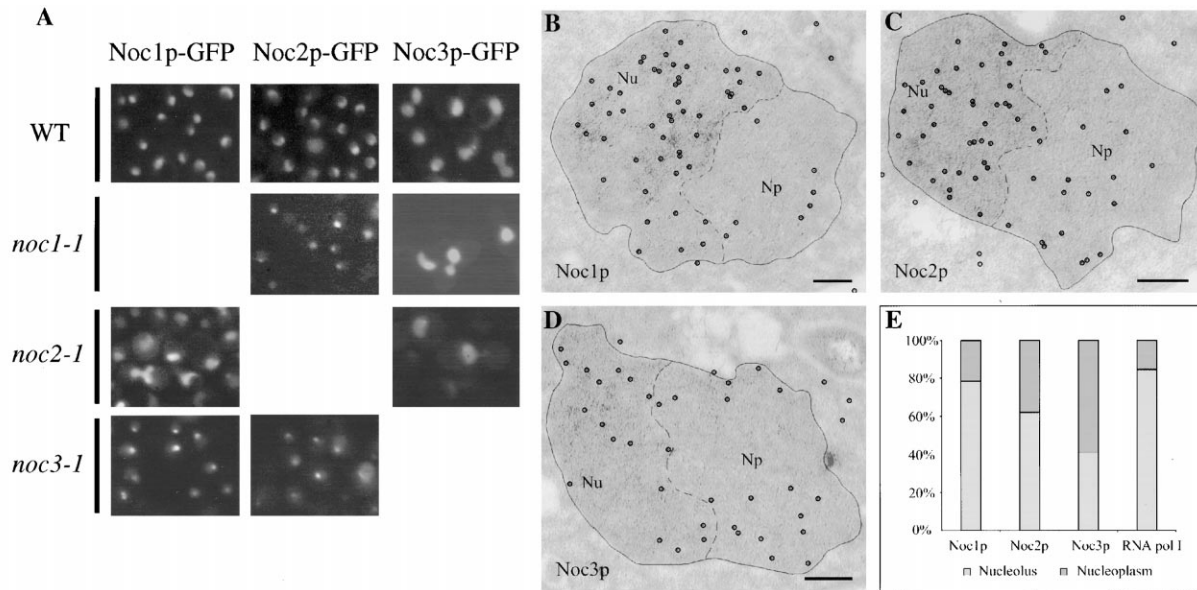 A
Noc1p-GFP Noc2p-GFP Noc3p-GFP
WT
noc1-1
noc2-1
noc3-1
B
Nu
Np
Noc1p
C
Nu
Np
Noc2p
D
Nu
Np
Noc3p
E
100%
80%
60%
40%
20%
0%
Noc1p Noc2p Noc3p RNA pol I
Nucleolus Nucleoplasm